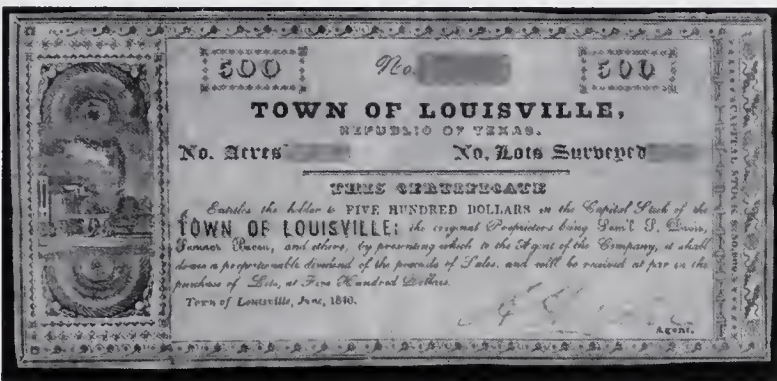 500 No. 500
TOWN OF LOUISVILLE,
REPUBLIC OF TEXAS.
No. Acres No. Lots Surveyed
THIS CERTIFICATE
Entitles the holder to FIVE HUNDRED DOLLARS in the Capital Stock of the
TOWN OF LOUISVILLE: the original Proprietors being Sam'l
and others, by presenting which to the Agent of the Company, it shall
draw a proportionable dividend of the proceeds of Sales, and will be received at par in the
purchase of Lots, at Five Hundred Dollars.
Town of Louisville, June, 1840.
Agent.
CAPITAL STOCK